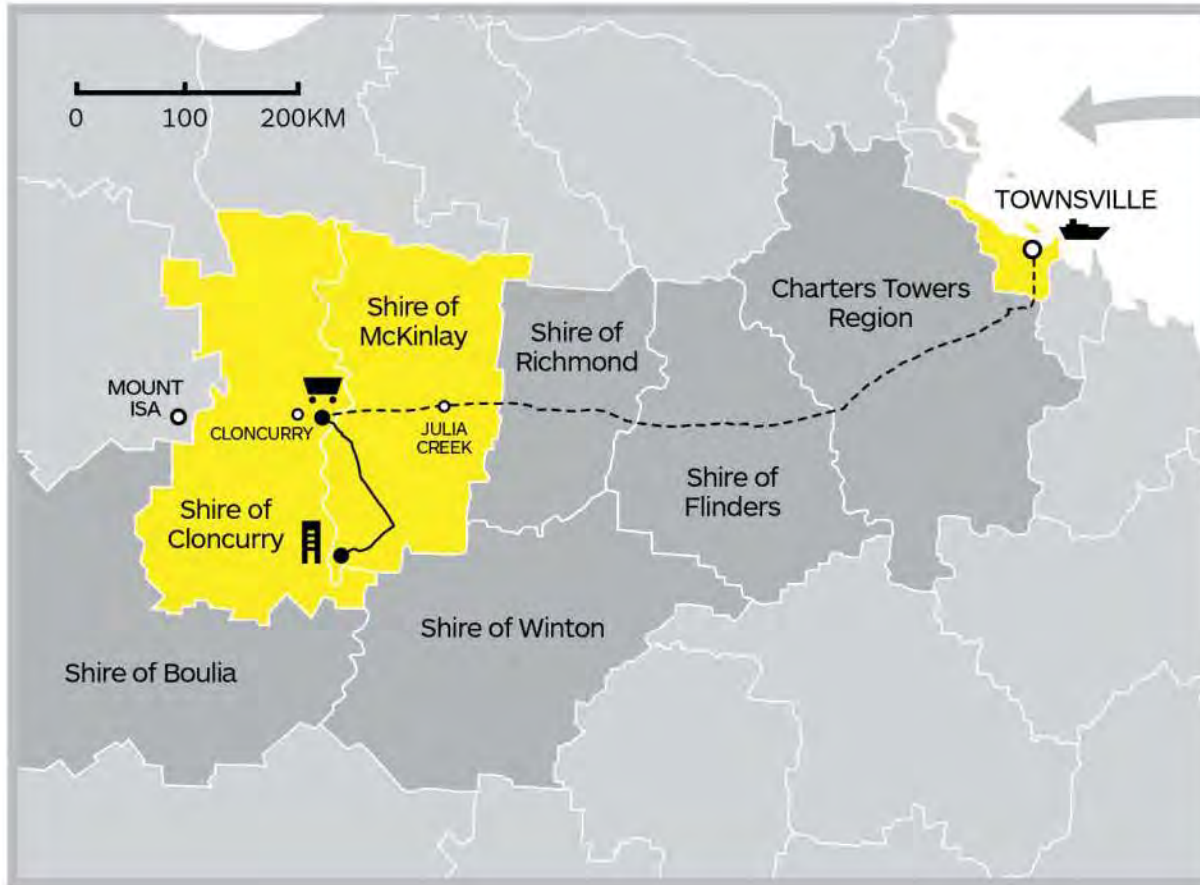 0 100 200KM
TOWNSVILLE
Charters Towers
Region
Shire of
McKinlay
Shire of
Richmond
MOUNT
ISA
CLONCURRY
JULIA
CREEK
Shire of
Flinders
Shire of
Cloncurry
Shire of Winton
Shire of Boulia